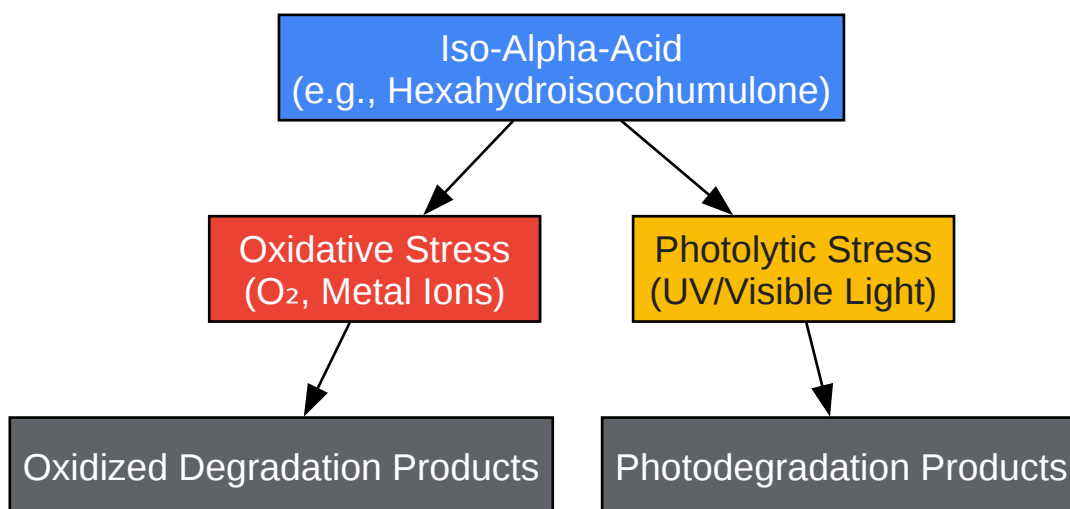 Iso-Alpha-Acid
(e.g., Hexahydroisocohumulone)
Oxidative Stress
(O₂, Metal Ions)
Photolytic Stress
(UV/Visible Light)
Oxidized Degradation Products
Photodegradation Products